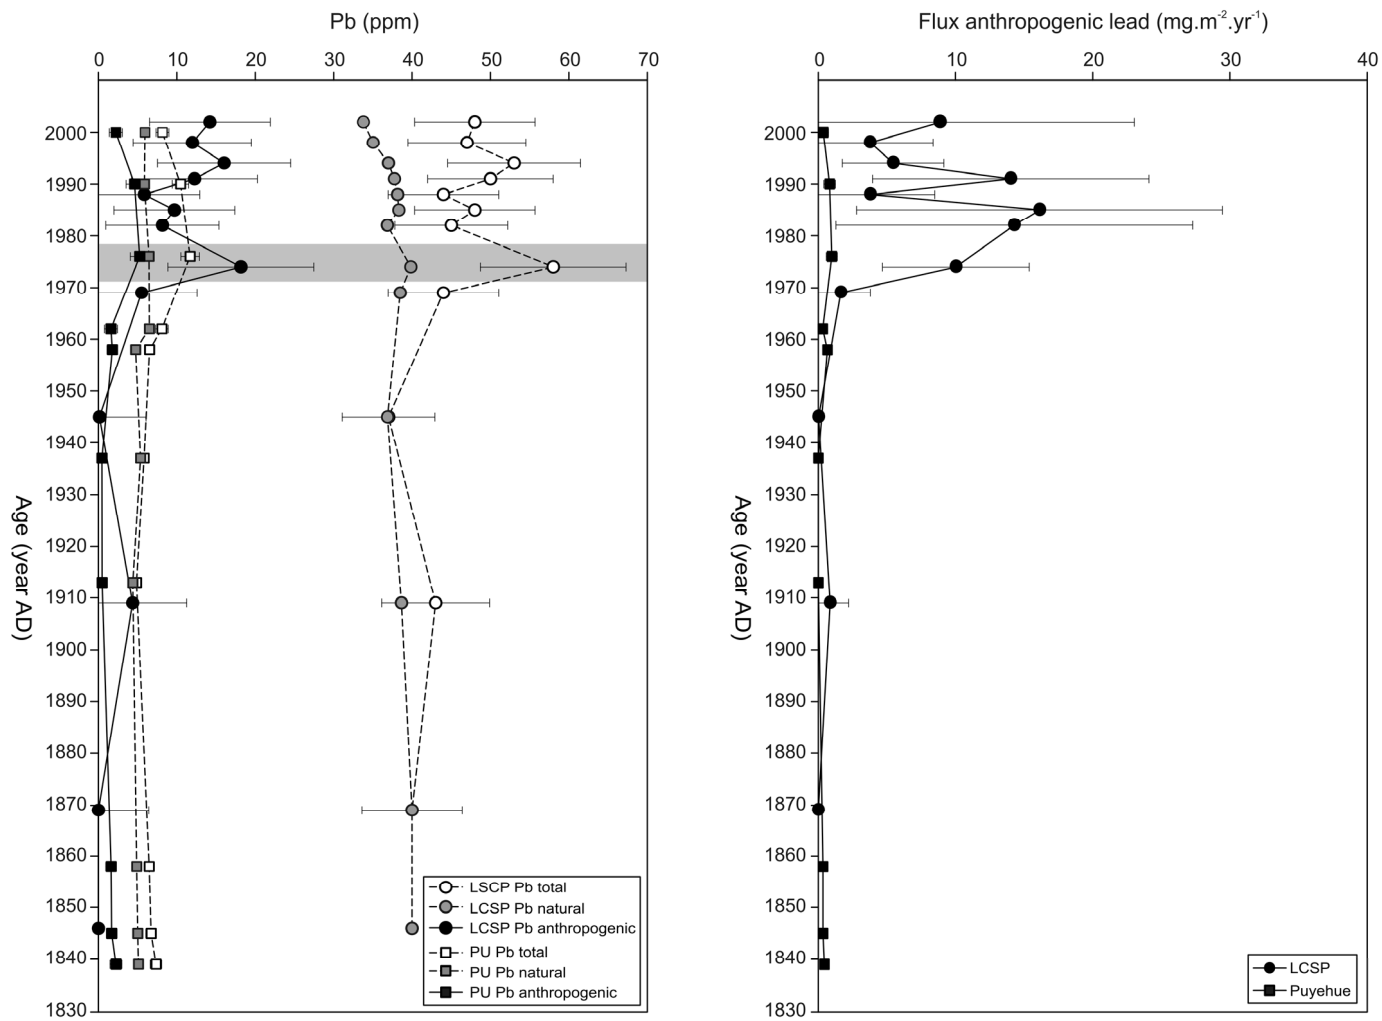 Pb (ppm)
0 10 20 30 40 50 60 70
2000
1990
1980
1970
1960
1950
1940
1930
1920
1910
1900
1890
1880
1870
1860
1850
1840
1830
Age (year AD)
LSCP Pb total
LCSP Pb natural
LCSP Pb anthropogenic
PU Pb total
PU Pb natural
PU Pb anthropogenic
Flux anthropogenic lead (mg.m⁻².yr⁻¹)
0 10 20 30 40
2000
1990
1980
1970
1960
1950
1940
1930
1920
1910
1900
1890
1880
1870
1860
1850
1840
1830
Age (year AD)
LCSP
Puyehue